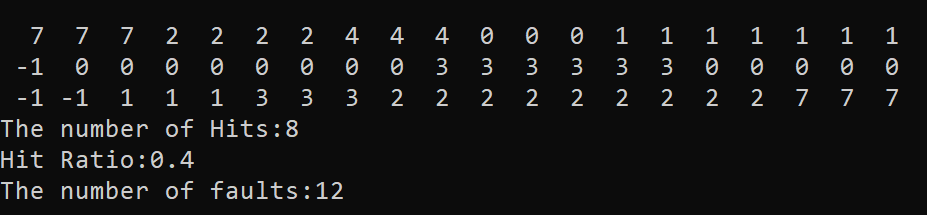 7 7 7 2 2 2 2 4 4 4 0 0 0 1 1 1 1 1 1 1
-1 0 0 0 0 0 0 0 0 3 3 3 3 3 3 0 0 0 0 0
-1 -1 1 1 1 3 3 3 2 2 2 2 2 2 2 2 2 7 7 7
The number of Hits:8
Hit Ratio:0.4
The number of faults:12